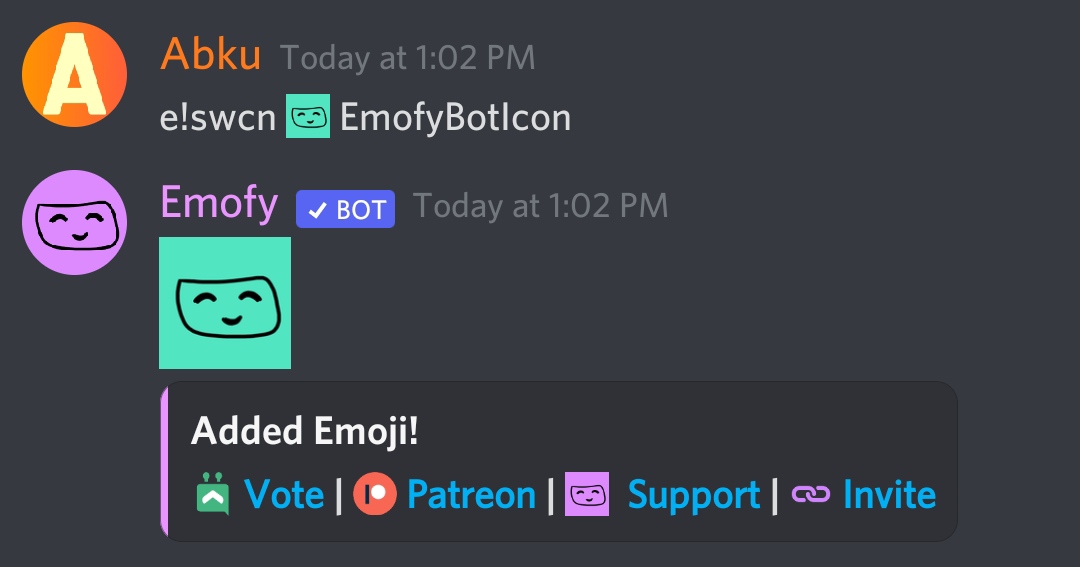 A
Abku Today at 1:02 PM
e!swcn EmofyBotIcon
Emofy ✓ BOT Today at 1:02 PM
Added Emoji!
Vote | Patreon | Support | Invite